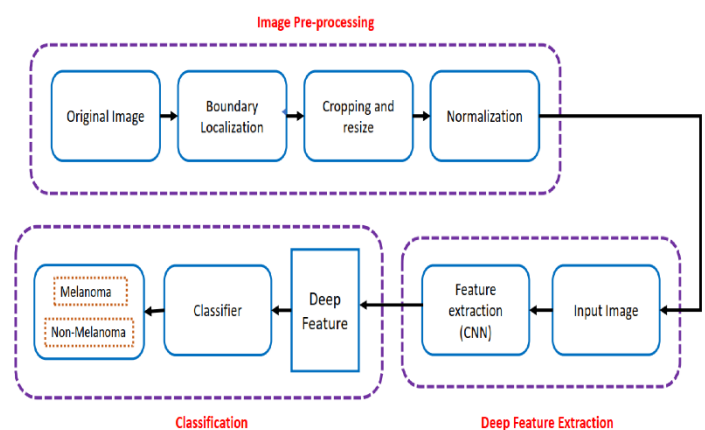 Image Pre-processing
Original Image
Boundary
Localization
Cropping and
resize
Normalization
Input Image
Feature
extraction
(CNN)
Deep
Feature
Classifier
Melanoma
Non-Melanoma
Classification
Deep Feature Extraction